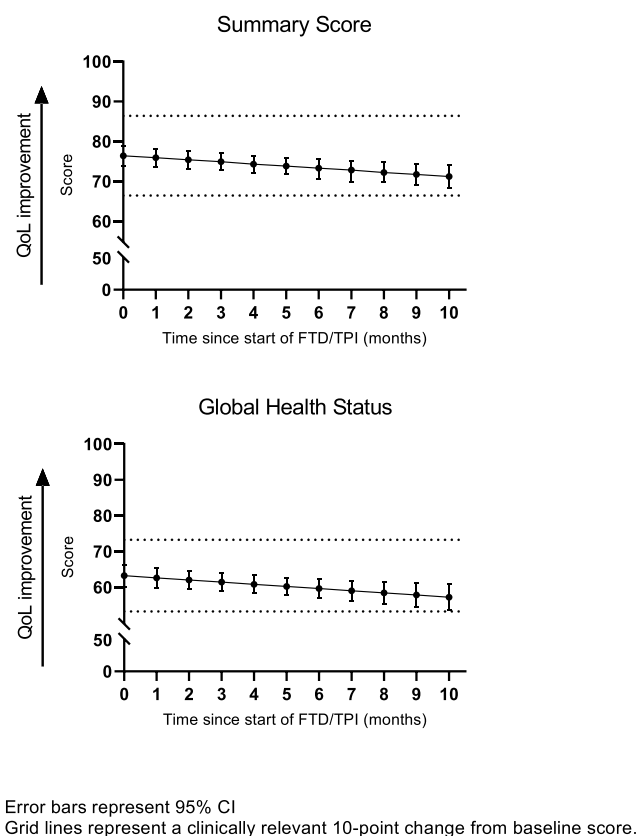 Summary Score
100
90
80
70
60
50
0
Score
QoL improvement
0 1 2 3 4 5 6 7 8 9 10
Time since start of FTD/TPI (months)
Global Health Status
100
90
80
70
60
50
0
Score
QoL improvement
0 1 2 3 4 5 6 7 8 9 10
Time since start of FTD/TPI (months)
Error bars represent 95% CI
Grid lines represent a clinically relevant 10-point change from baseline score.